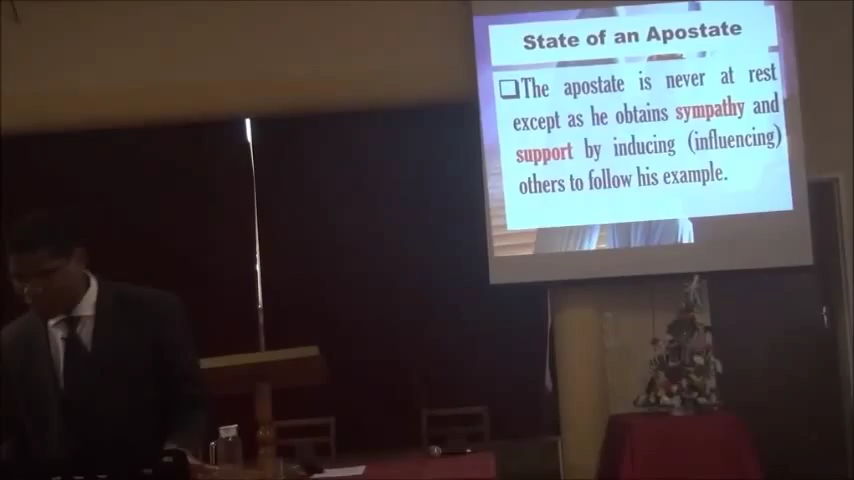 State of an Apostate
❑The apostate is never at rest
except as he obtains sympathy and
support by inducing (influencing)
others to follow his example.